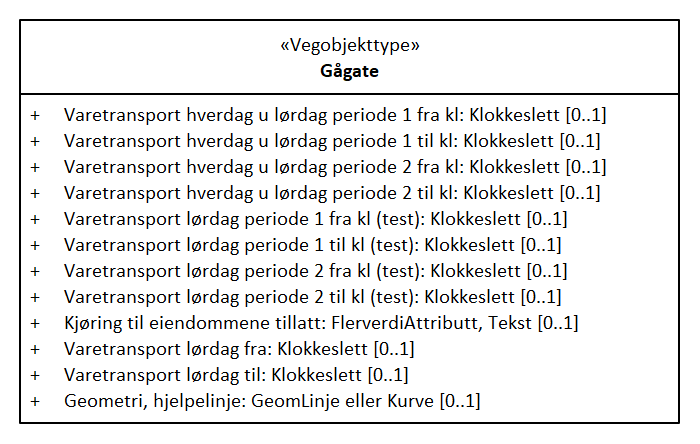 «Vegobjekttype»
Gågate
+ Varetransport hverdag u lørdag periode 1 fra kl: Klokkeslett [0..1]
+ Varetransport hverdag u lørdag periode 1 til kl: Klokkeslett [0..1]
+ Varetransport hverdag u lørdag periode 2 fra kl: Klokkeslett [0..1]
+ Varetransport hverdag u lørdag periode 2 til kl: Klokkeslett [0..1]
+ Varetransport lørdag periode 1 fra kl (test): Klokkeslett [0..1]
+ Varetransport lørdag periode 1 til kl (test): Klokkeslett [0..1]
+ Varetransport lørdag periode 2 fra kl (test): Klokkeslett [0..1]
+ Varetransport lørdag periode 2 til kl (test): Klokkeslett [0..1]
+ Kjøring til eiendommene tillatt: FlerverdiAttributt, Tekst [0..1]
+ Varetransport lørdag fra: Klokkeslett [0..1]
+ Varetransport lørdag til: Klokkeslett [0..1]
+ Geometri, hjelpelinje: GeomLinje eller Kurve [0..1]